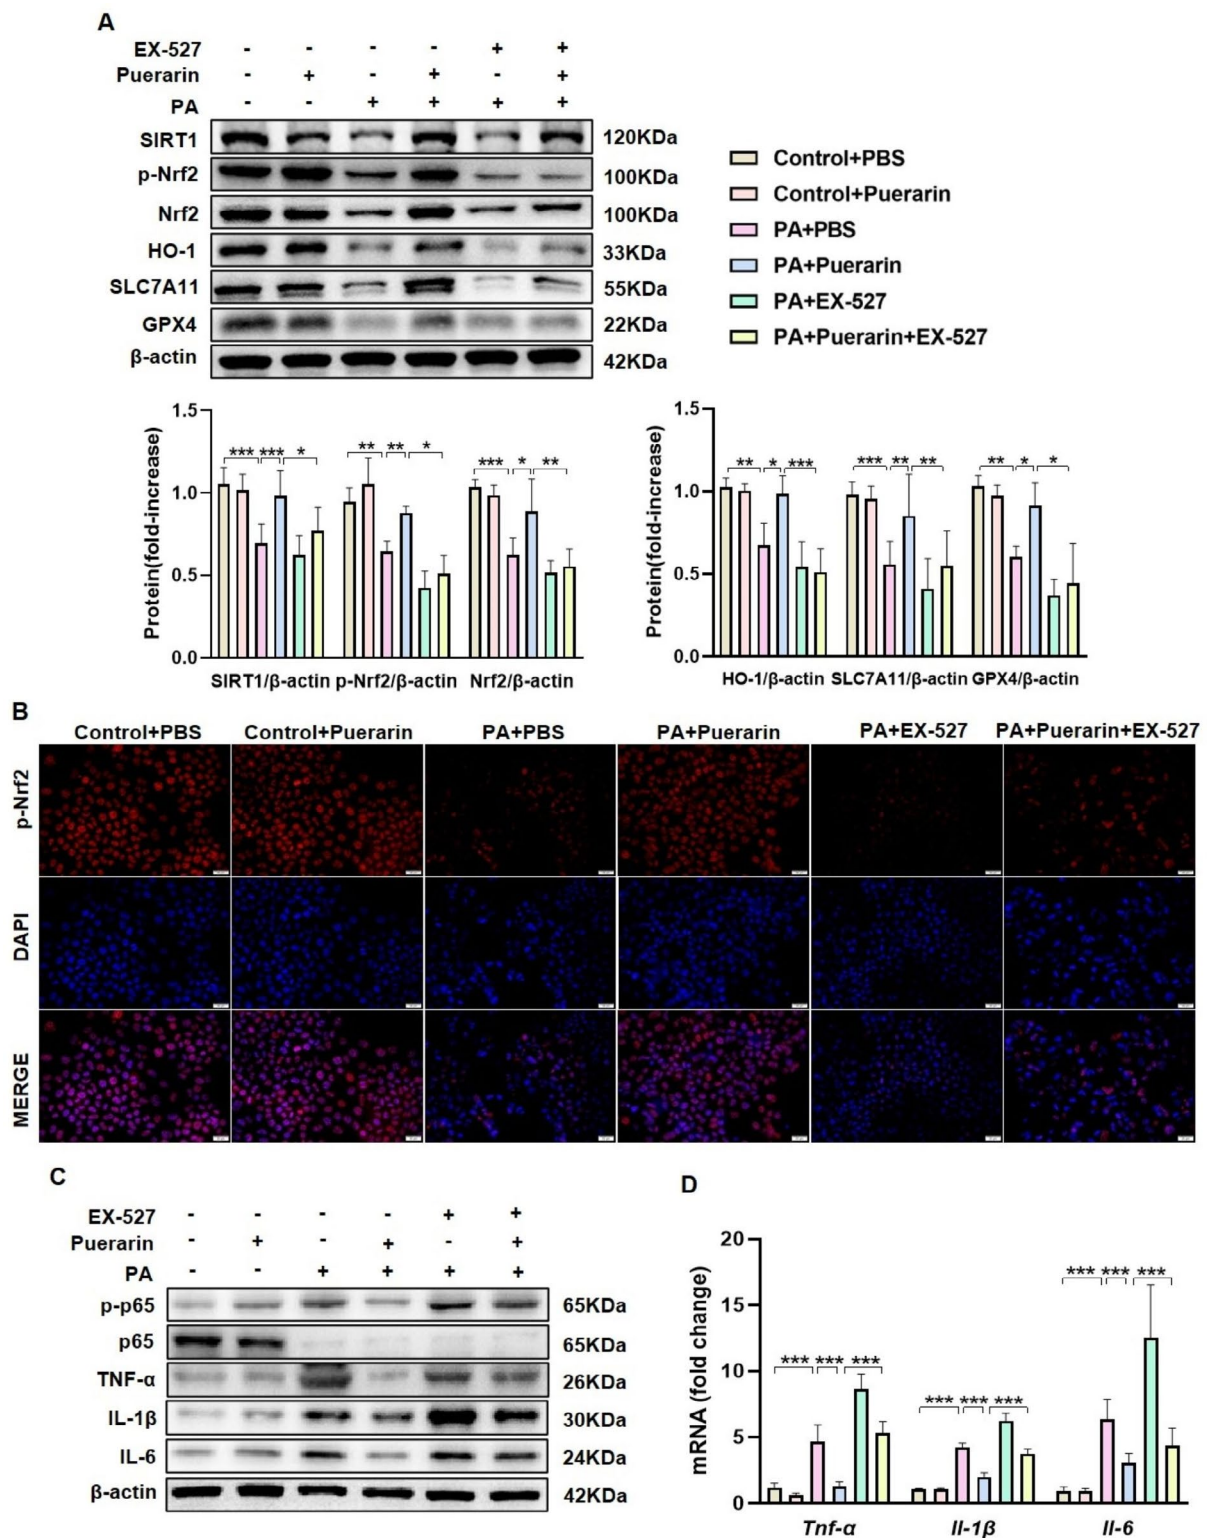 A
EX-527 - - - - + +
Puerarin - + - + - +
PA - - + + + +
SIRT1 120KDa
p-Nrf2 100KDa
Nrf2 100KDa
HO-1 33KDa
SLC7A11 55KDa
GPX4 22KDa
β-actin 42KDa
Control+PBS
Control+Puerarin
PA+PBS
PA+Puerarin
PA+EX-527
PA+Puerarin+EX-527
Protein(fold-increase)
1.5
1.0
0.5
0.0
*** *** * ** ** * *** * **
SIRT1/β-actin p-Nrf2/β-actin Nrf2/β-actin
Protein(fold-increase)
1.5
1.0
0.5
0.0
** * *** *** ** ** ** * *
HO-1/β-actin SLC7A11/β-actin GPX4/β-actin
B
Control+PBS Control+Puerarin PA+PBS PA+Puerarin PA+EX-527 PA+Puerarin+EX-527
p-Nrf2
DAPI
MERGE
C
EX-527 - - - - + +
Puerarin - + - + - +
PA - - + + + +
p-p65 65KDa
p65 65KDa
TNF-α 26KDa
IL-1β 30KDa
IL-6 24KDa
β-actin 42KDa
D
mRNA (fold change)
20
15
10
5
0
*** *** *** *** *** *** *** *** ***
Tnf-α Il-1β Il-6